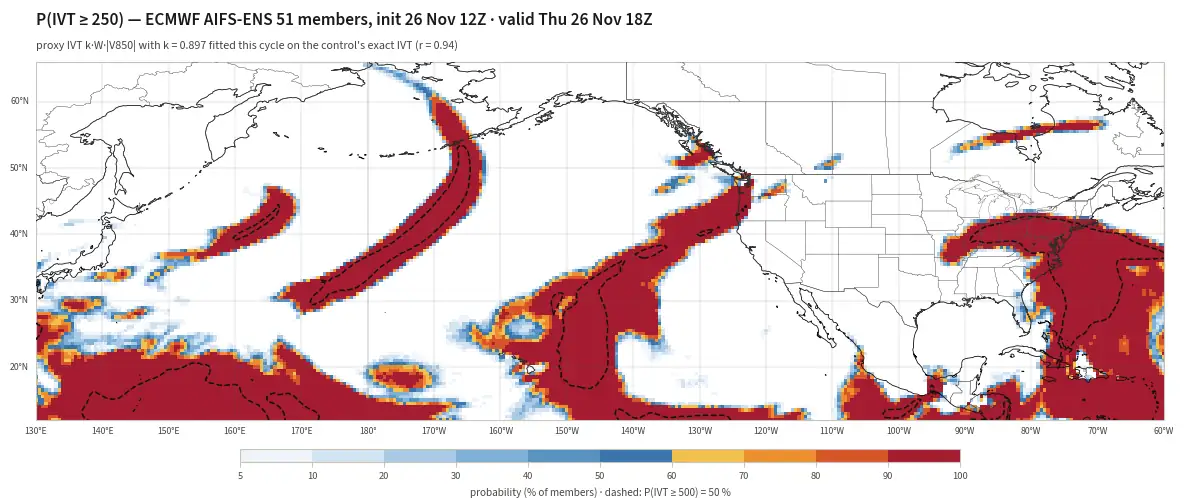 P(IVT ≥ 250) — ECMWF AIFS-ENS 51 members, init 26 Nov 12Z · valid Thu 26 Nov 18Z
proxy IVT k·W·|V850| with k = 0.897 fitted this cycle on the control's exact IVT (r = 0.94)
60°N
50°N
40°N
30°N
20°N
130°E 140°E 150°E 160°E 170°E 180° 170°W 160°W 150°W 140°W 130°W 120°W 110°W 100°W 90°W 80°W 70°W 60°W
5 10 20 30 40 50 60 70 80 90 100
probability (% of members) · dashed: P(IVT ≥ 500) = 50 %